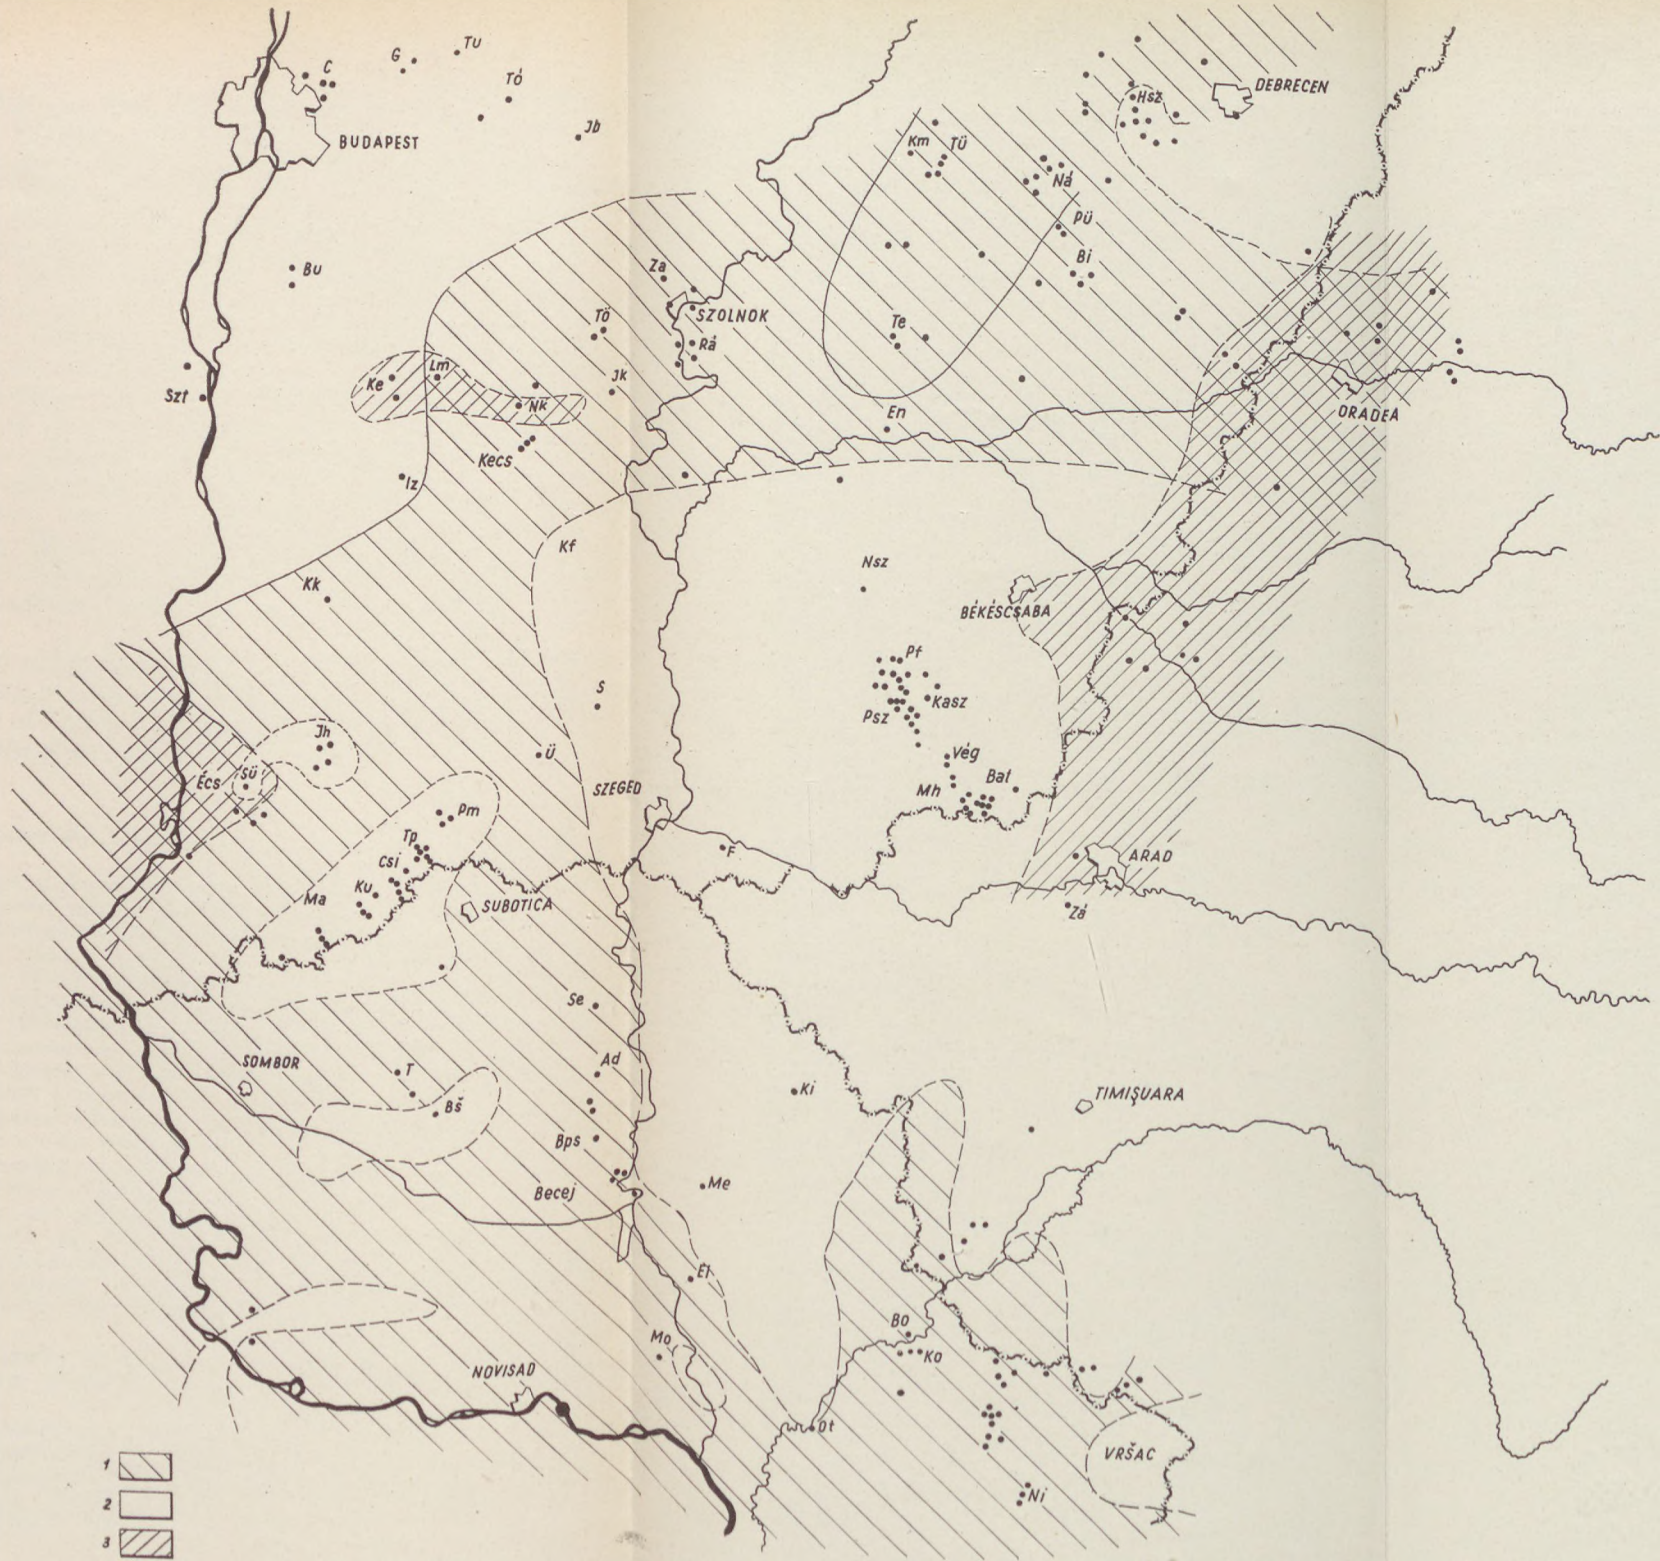 C
G
Tu
Tó
Jb
BUDAPEST
DEBRECEN
Hsz
Km
TÜ
Ná
Pü
Bi
Bu
Za
SZOLNOK
Tö
Rá
Te
Jk
Ke
Lm
Nk
Szt
En
ORADEA
Kecs
Iz
Kf
Nsz
Kk
BÉKÉSCSABA
Pf
S
Kasz
Psz
Jh
Ü
Vég
Sü
Écs
SZEGED
Bat
Mh
Pm
Tp
Csi
F
ARAD
Ku
Ma
SUBOTICA
Zá
Se
SOMBOR
T
Ad
Ki
TIMIŞUARA
Bš
Bps
Becej
Me
El
Bo
Mo
Ko
NOVISAD
Ot
VRŠAC
1
2
Ni
3